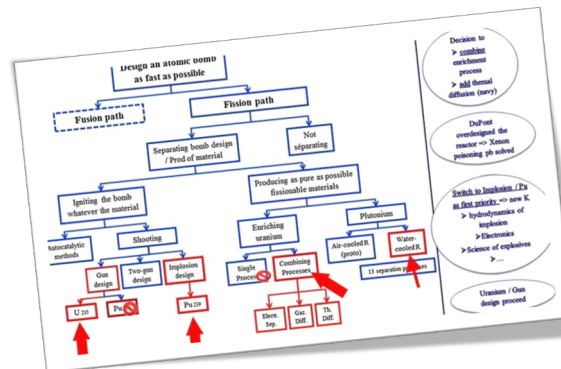 Design an atomic bomb
as fast as possible
Fusion path
Fission path
Separating bomb design
/ Prod of material
Not
séparating
Igniting the bomb
whatever the material
Producing as pure as possible
fissionable materials
Autocatalytic
methods
Shooting
Enriching
uranium
Plutonium
Gun
design
Two-gun
design
Implosion
design
Single
Process
Combining
Processes
Air-cooled R
(proto)
Water-
cooled R
13 separation
U 235
Pu
Pu 239
Electr.
Sep.
Gaz.
Diff.
Th.
Diff.
Decision to
➢ combine
enrichment
process
➢ add themal
diffusion (navy)
DuPont
overdesigned the
reactor => Xenon
poisoning pb solved
Switch to Implosion / Pu
as first priority => new K
➢ hydrodynamics of
implosion
➢Electronics
➢Science of explosives
➢...
Uranium / Gun
design proceed